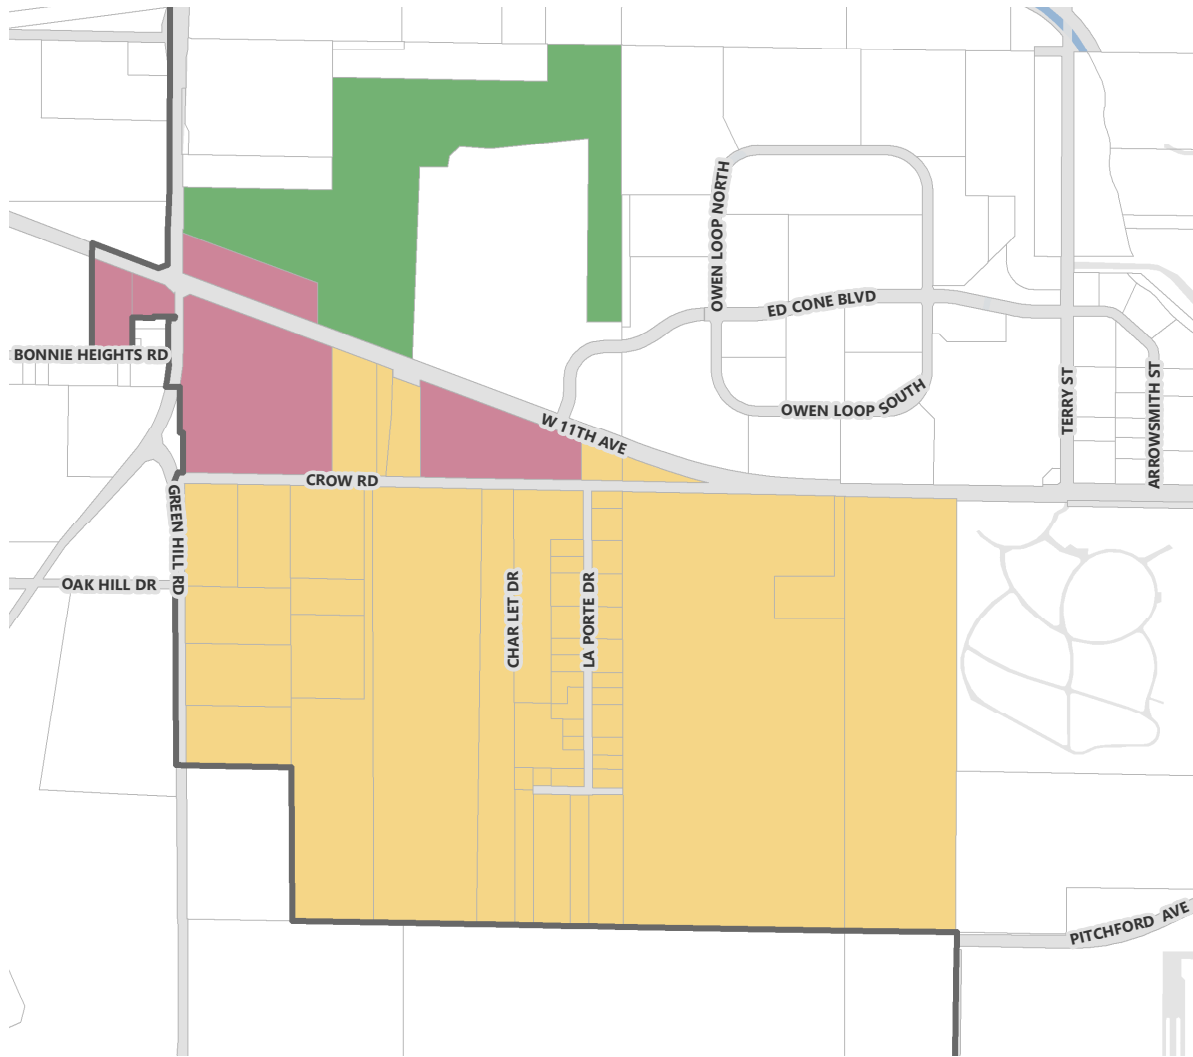 OWEN LOOP NORTH
ED CONE BLVD
BONNIE HEIGHTS RD
OWEN LOOP SOUTH
TERRY ST
ARROWSMITH ST
W 11TH AVE
CROW RD
GREEN HILL RD
OAK HILL DR
CHAR LET DR
LA PORTE DR
PITCHFORD AVE